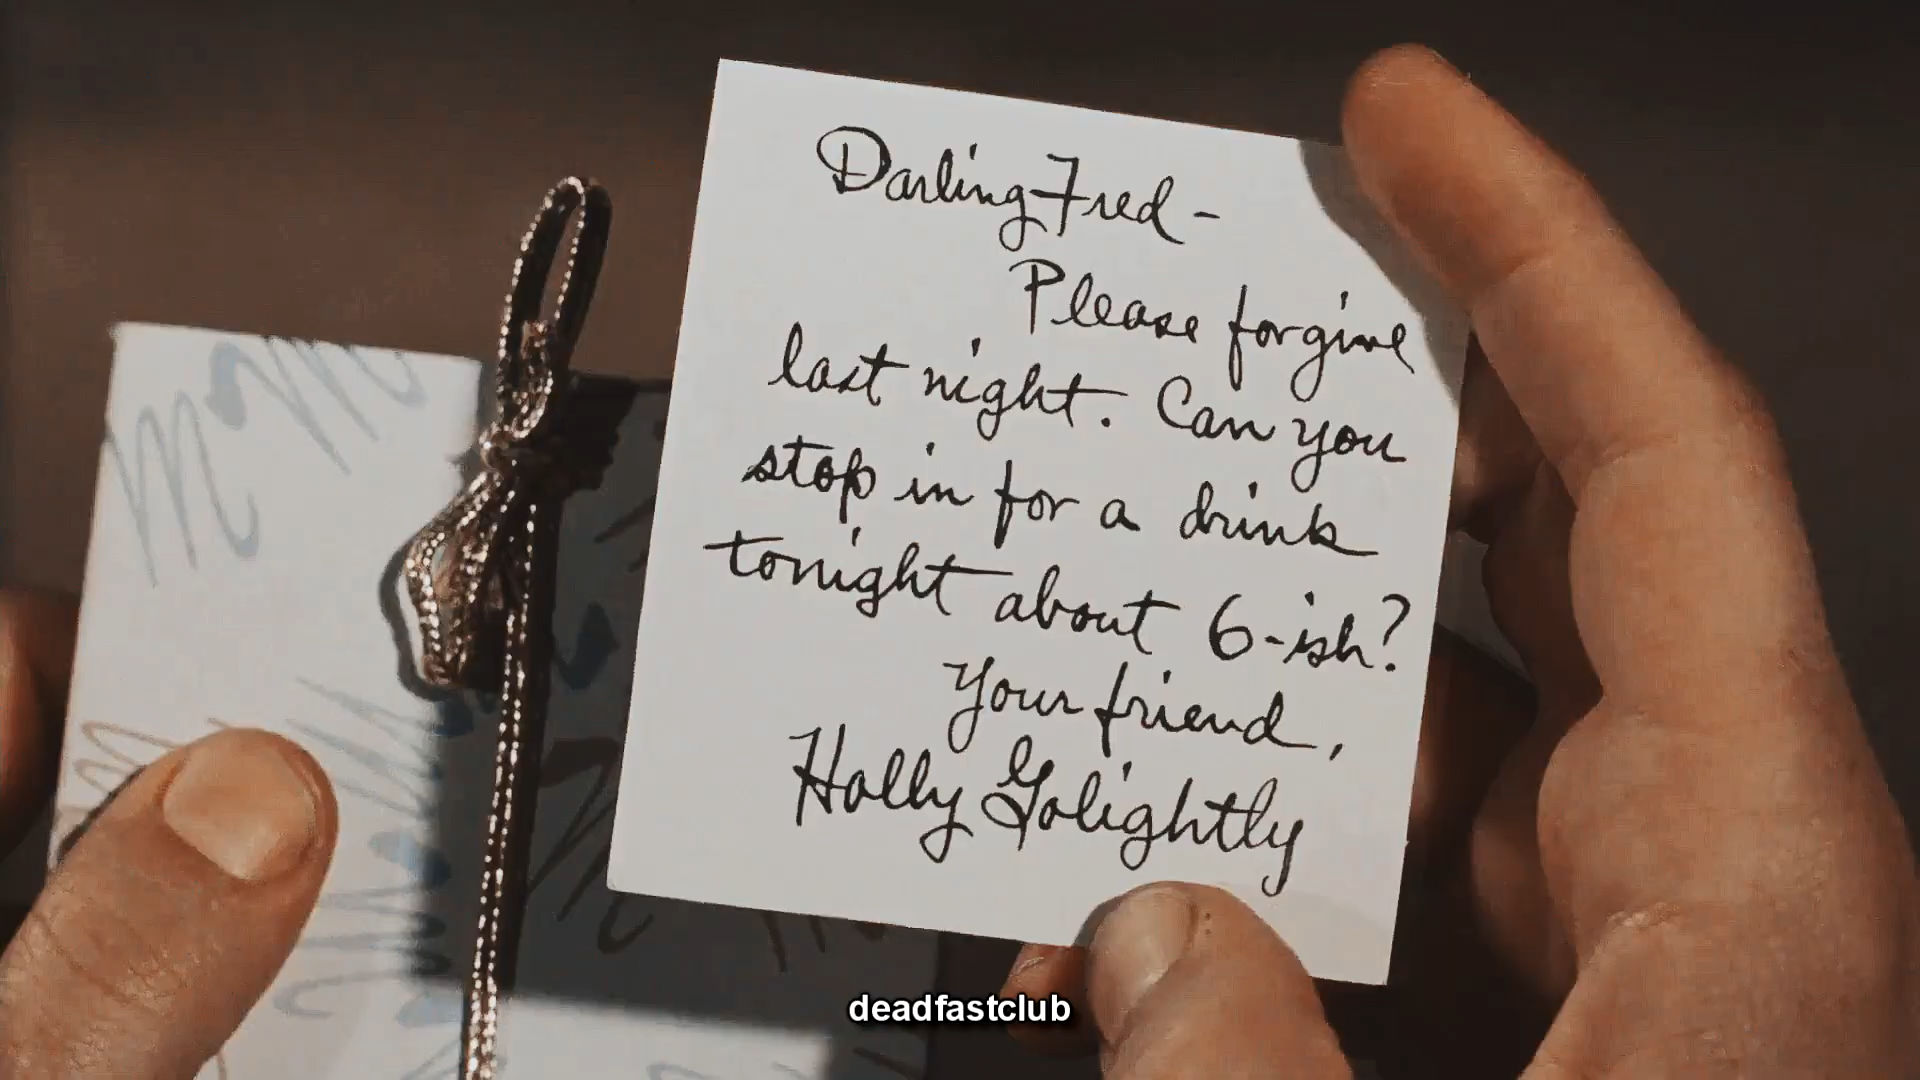 Darling Fred -
Please forgive
last night. Can you
stop in for a drink
tonight about 6-ish?
Your friend,
Holly Golightly
deadfastclub